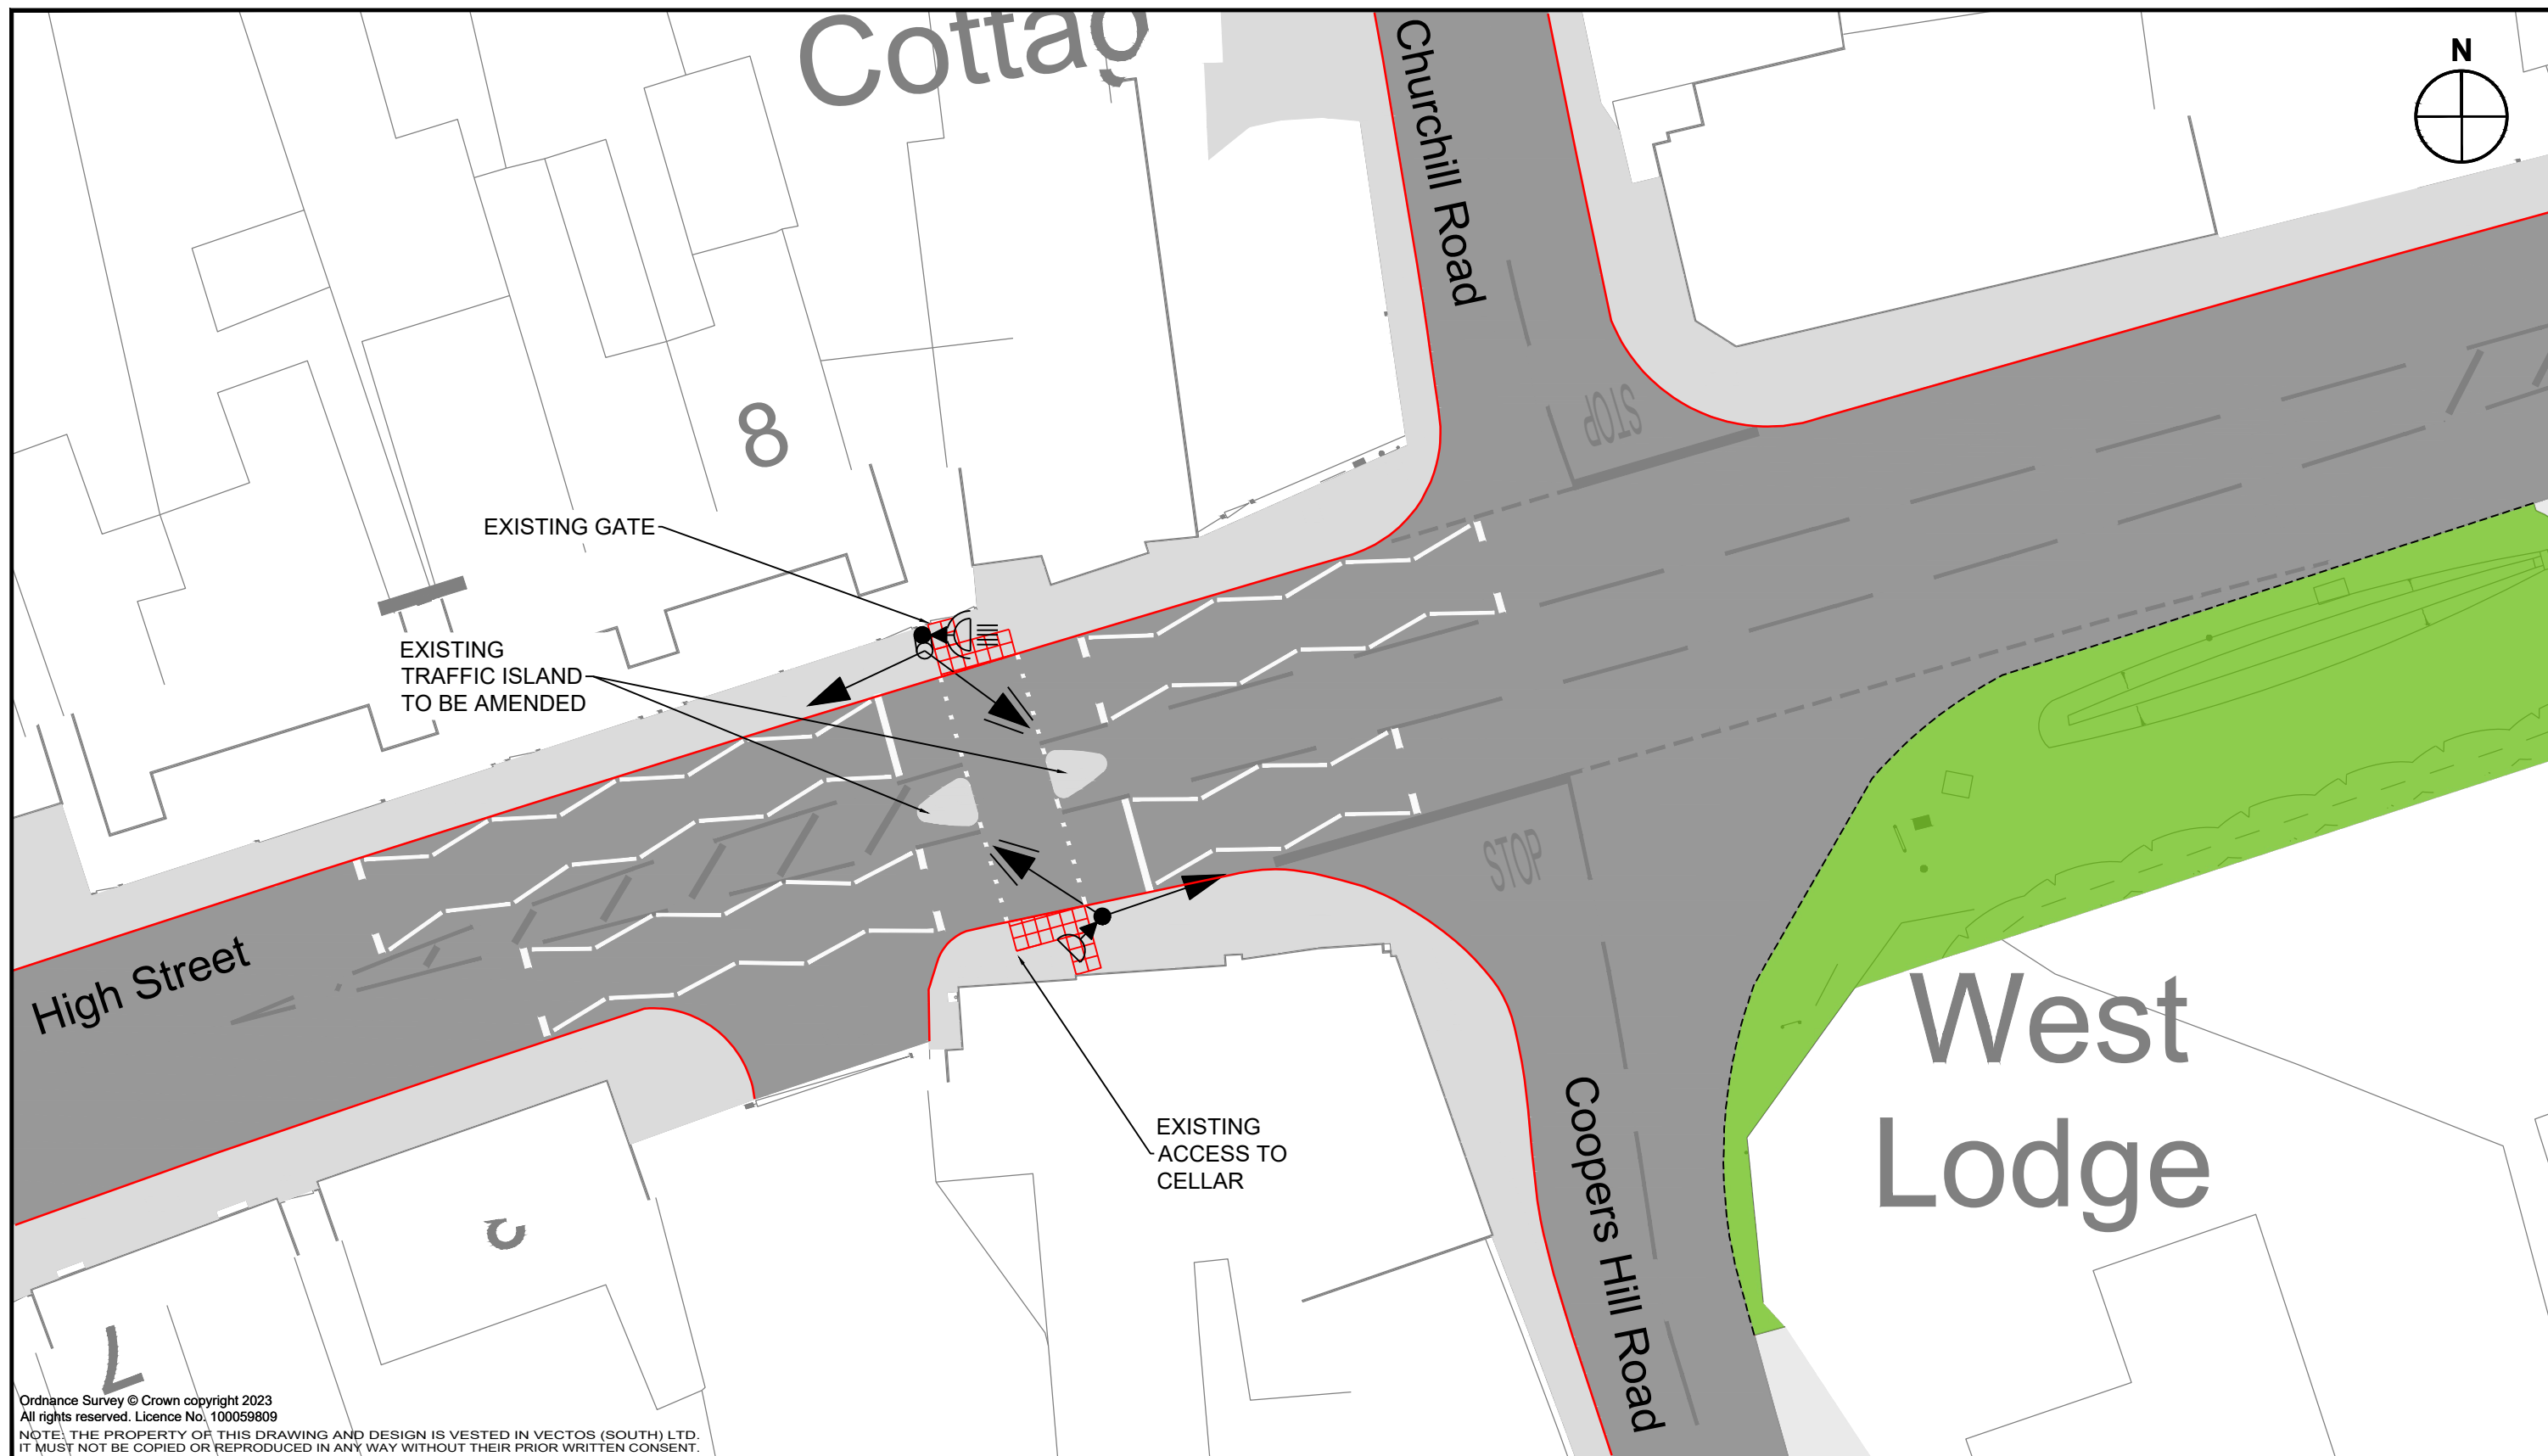 Cottag
N
Churchill Road
STOP
8
EXISTING GATE
EXISTING
TRAFFIC ISLAND
TO BE AMENDED
STOP
High Street
EXISTING
ACCESS TO
CELLAR
West
Lodge
Coopers Hill Road
7
Ordnance Survey © Crown copyright 2023
All rights reserved. Licence No. 100059809
NOTE: THE PROPERTY OF THIS DRAWING AND DESIGN IS VESTED IN VECTOS (SOUTH) LTD.
IT MUST NOT BE COPIED OR REPRODUCED IN ANY WAY WITHOUT THEIR PRIOR WRITTEN CONSENT.